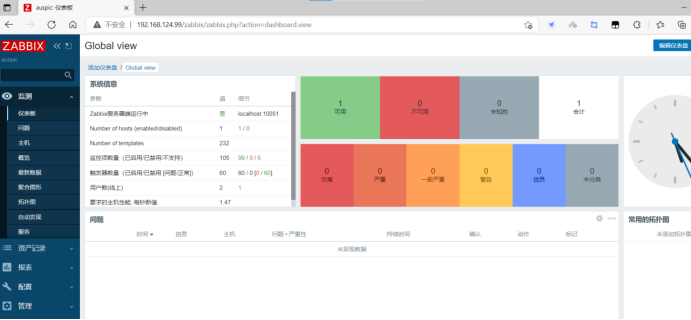 auspic: 仪表板
不安全 | 192.168.124.99/zabbix/zabbix.php?action=dashboard.view
ZABBIX
auspic
监测
仪表板
问题
主机
概览
最新数据
聚合图形
拓扑图
自动发现
服务
资产记录
报表
配置
管理
Global view
编辑仪表盘
添加仪表盘 / Global view
系统信息
参数 值 细节
Zabbix服务器端运行中 是 localhost:10051
Number of hosts (enabled/disabled) 1 1 / 0
Number of templates 232
监控项数量 (已启用/已禁用/不支持) 105 99 / 0 / 6
触发器数量 (已启用/已禁用 [问题/正常]) 60 60 / 0 [0 / 60]
用户数(线上) 2 1
要求的主机性能, 每秒新值 1.47
1 可用
0 不可用
0 未知的
1 合计
0 灾难
0 严重
0 一般严重
0 警告
0 信息
0 未分类
问题
时间 信息 主机 问题 • 严重性 持续时间 确认 动作 标记
未发现数据
常用的拓扑图
未添加拓扑图